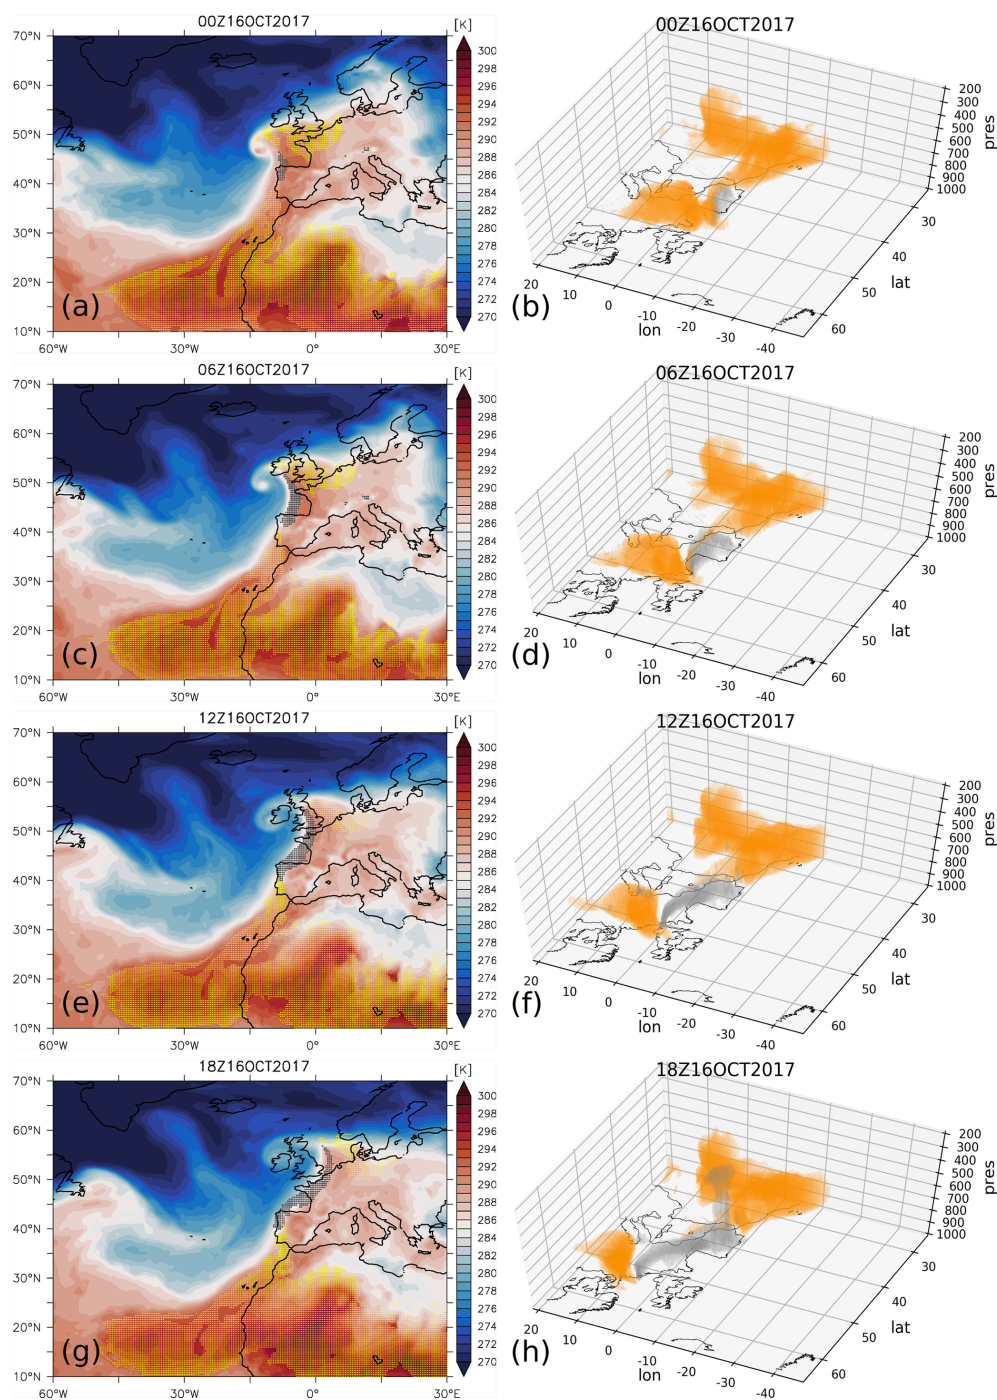 00Z16OCT2017
[K]
70°N
60°N
50°N
40°N
30°N
20°N
10°N
60°W
30°W
0°
30°E
300
298
296
294
292
290
288
286
284
282
280
278
276
274
272
270
(a)
00Z16OCT2017
200
300
400
500
600
700
800
900
1000
pres
30
40
50
60
lat
20
10
0
-10
-20
-30
-40
lon
(b)
06Z16OCT2017
[K]
70°N
60°N
50°N
40°N
30°N
20°N
10°N
60°W
30°W
0°
30°E
300
298
296
294
292
290
288
286
284
282
280
278
276
274
272
270
(c)
06Z16OCT2017
200
300
400
500
600
700
800
900
1000
pres
30
40
50
60
lat
20
10
0
-10
-20
-30
-40
lon
(d)
12Z16OCT2017
[K]
70°N
60°N
50°N
40°N
30°N
20°N
10°N
60°W
30°W
0°
30°E
300
298
296
294
292
290
288
286
284
282
280
278
276
274
272
270
(e)
12Z16OCT2017
200
300
400
500
600
700
800
900
1000
pres
30
40
50
60
lat
20
10
0
-10
-20
-30
-40
lon
(f)
18Z16OCT2017
[K]
70°N
60°N
50°N
40°N
30°N
20°N
10°N
60°W
30°W
0°
30°E
300
298
296
294
292
290
288
286
284
282
280
278
276
274
272
270
(g)
18Z16OCT2017
200
300
400
500
600
700
800
900
1000
pres
30
40
50
60
lat
20
10
0
-10
-20
-30
-40
lon
(h)